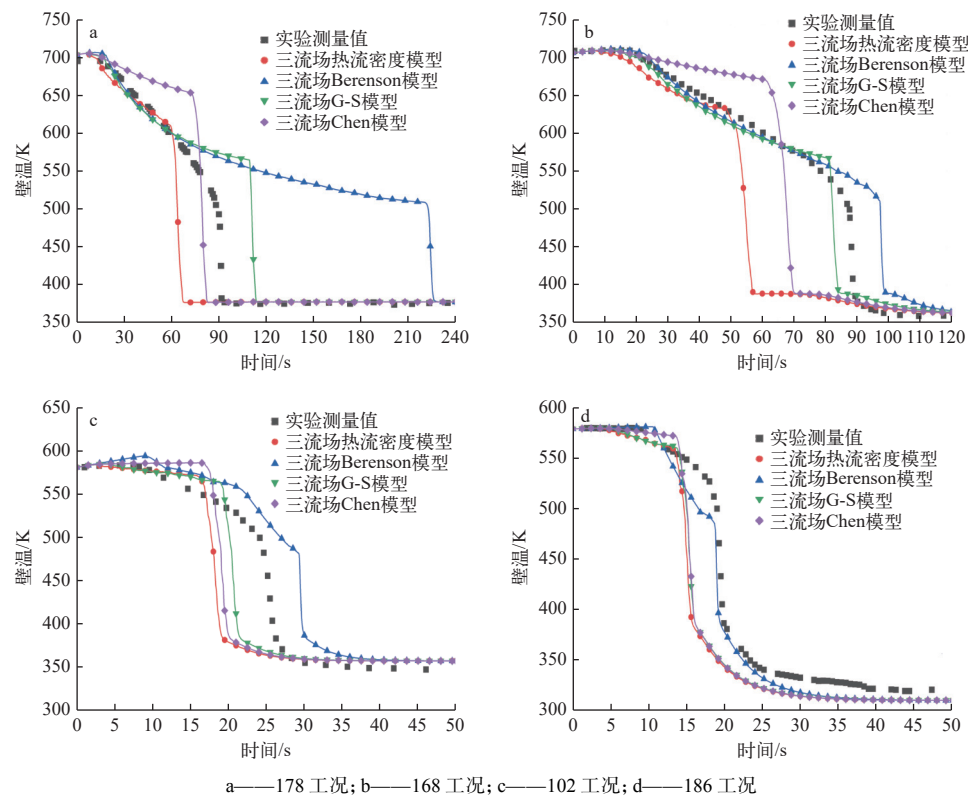 a
750
700
650
600
550
500
450
400
350
壁温/K
0 30 60 90 120 150 180 210 240
时间/s
实验测量值
三流场热流密度模型
三流场Berenson模型
三流场G-S模型
三流场Chen模型
b
750
700
650
600
550
500
450
400
350
壁温/K
0 10 20 30 40 50 60 70 80 90 100 110 120
时间/s
实验测量值
三流场热流密度模型
三流场Berenson模型
三流场G-S模型
三流场Chen模型
c
650
600
550
500
450
400
350
300
壁温/K
0 5 10 15 20 25 30 35 40 45 50
时间/s
实验测量值
三流场热流密度模型
三流场Berenson模型
三流场G-S模型
三流场Chen模型
d
600
550
500
450
400
350
300
壁温/K
0 5 10 15 20 25 30 35 40 45 50
时间/s
实验测量值
三流场热流密度模型
三流场Berenson模型
三流场G-S模型
三流场Chen模型
a——178 工况; b——168 工况; c——102 工况; d——186 工况